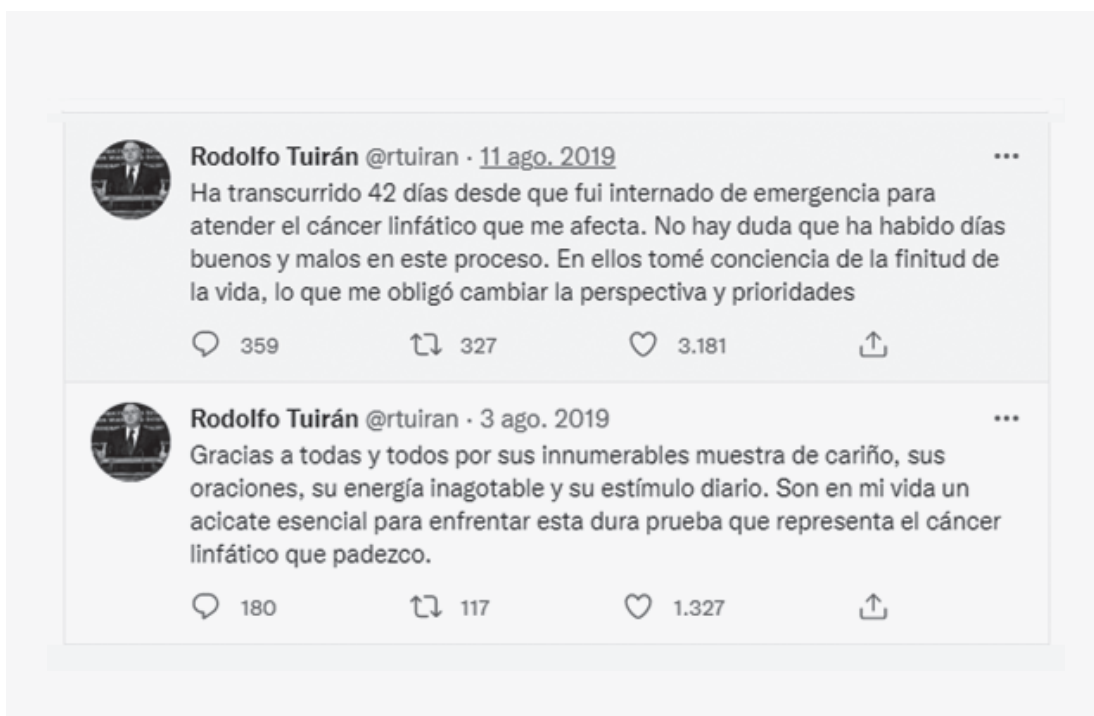 Rodolfo Tuirán @rtuiran · 11 ago. 2019
Ha transcurrido 42 días desde que fui internado de emergencia para
atender el cáncer linfático que me afecta. No hay duda que ha habido días
buenos y malos en este proceso. En ellos tomé conciencia de la finitud de
la vida, lo que me obligó cambiar la perspectiva y prioridades
359 327 3.181
Rodolfo Tuirán @rtuiran · 3 ago. 2019
Gracias a todas y todos por sus innumerables muestra de cariño, sus
oraciones, su energía inagotable y su estímulo diario. Son en mi vida un
acicate esencial para enfrentar esta dura prueba que representa el cáncer
linfático que padezco.
180 117 1.327